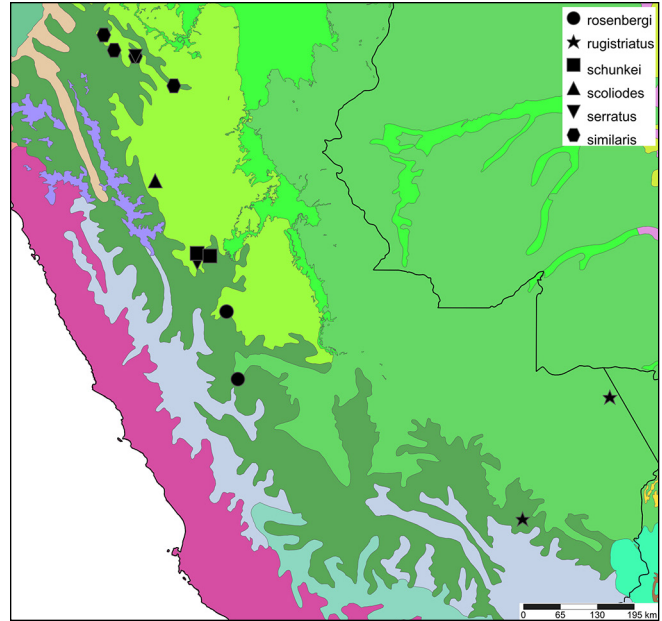 rosenbergi
rugistriatus
schunkei
scoliodes
serratus
similaris
0 65 130 195 km